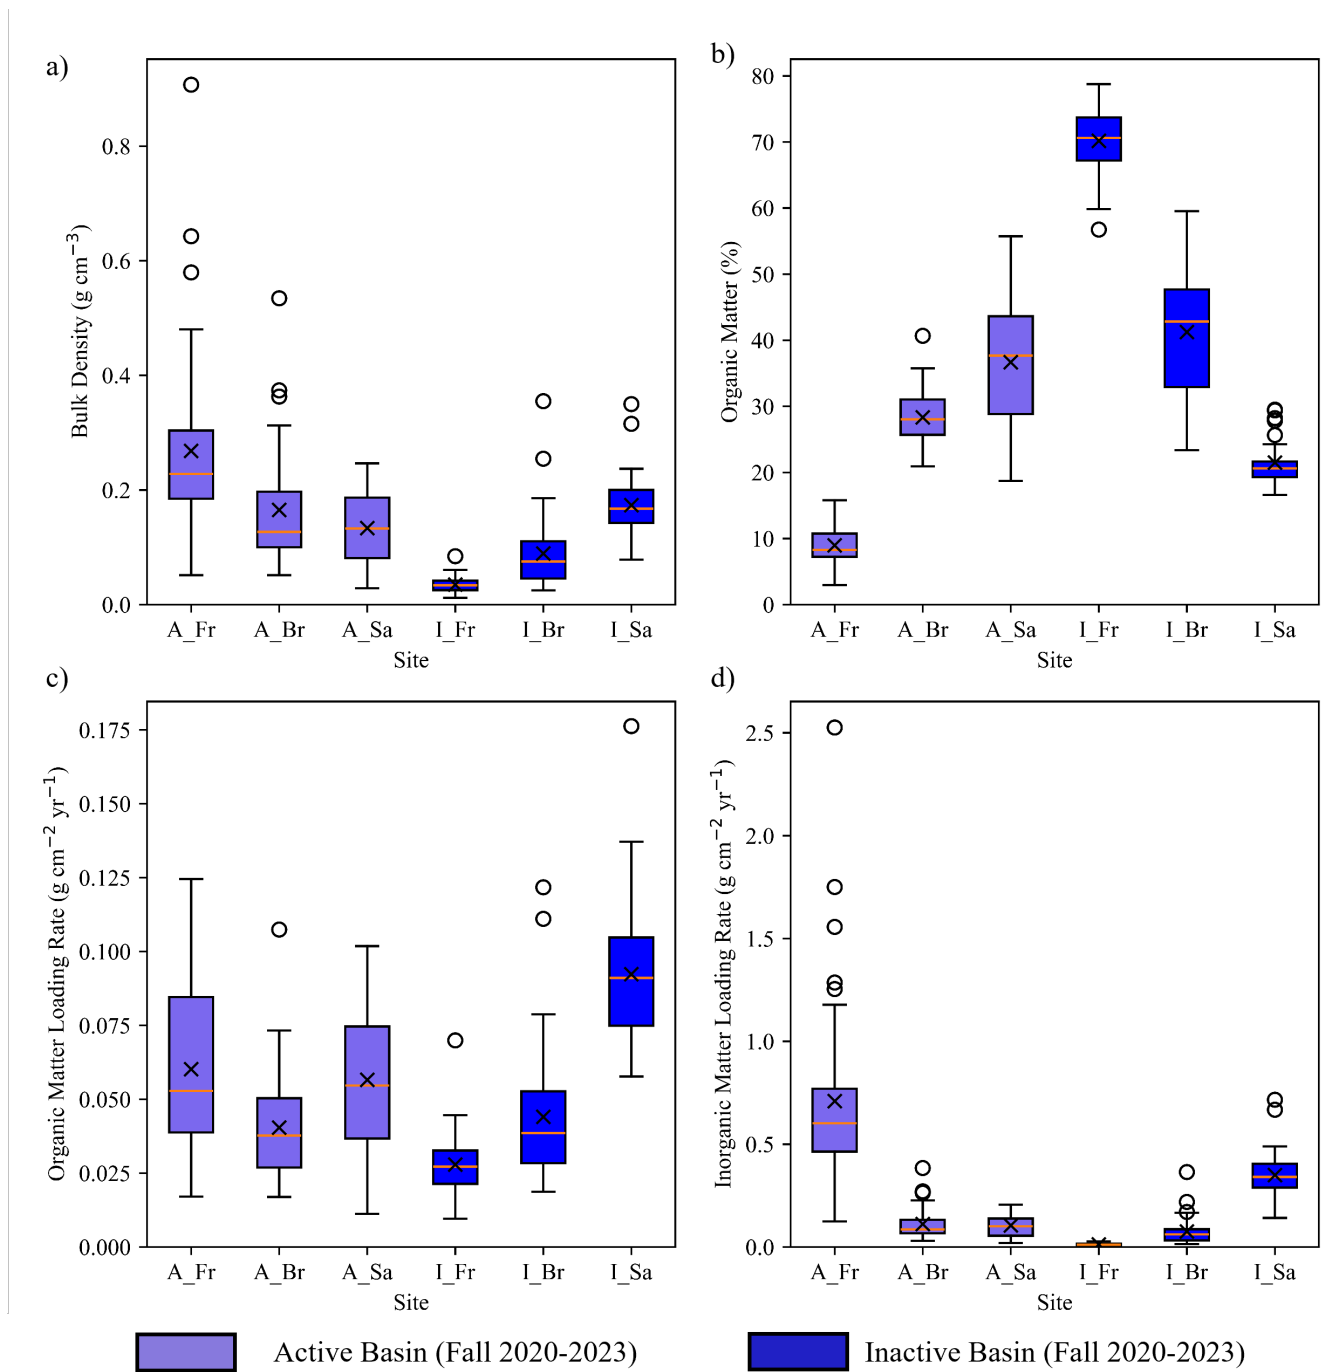 a)
Bulk Density (g cm⁻³)
0.8
0.6
0.4
0.2
0.0
A_Fr A_Br A_Sa I_Fr I_Br I_Sa
Site
b)
Organic Matter (%)
80
70
60
50
40
30
20
10
0
A_Fr A_Br A_Sa I_Fr I_Br I_Sa
Site
c)
Organic Matter Loading Rate (g cm⁻² yr⁻¹)
0.175
0.150
0.125
0.100
0.075
0.050
0.025
0.000
A_Fr A_Br A_Sa I_Fr I_Br I_Sa
Site
d)
Inorganic Matter Loading Rate (g cm⁻² yr⁻¹)
2.5
2.0
1.5
1.0
0.5
0.0
A_Fr A_Br A_Sa I_Fr I_Br I_Sa
Site
Active Basin (Fall 2020-2023)
Inactive Basin (Fall 2020-2023)